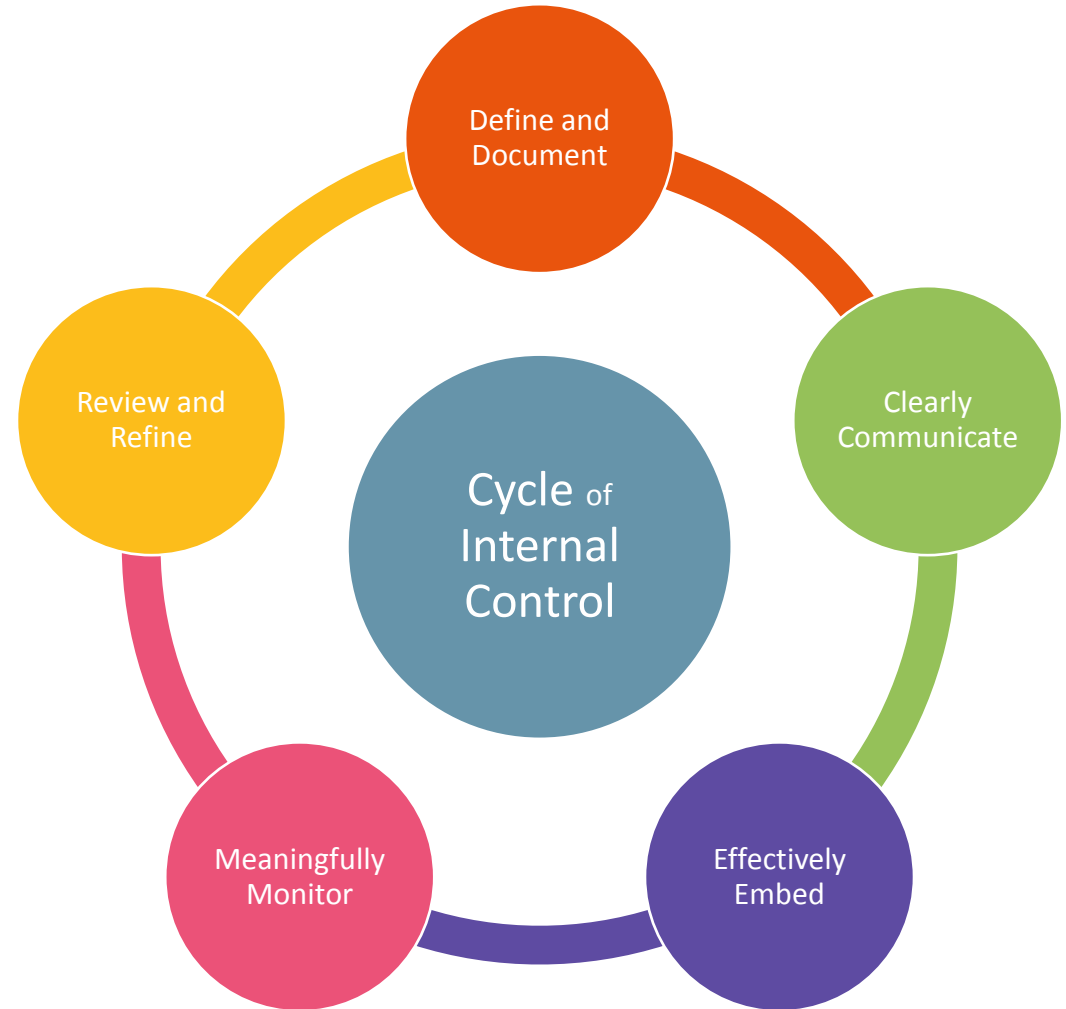 Define and
Document
Clearly
Communicate
Effectively
Embed
Meaningfully
Monitor
Review and
Refine
Cycle of
Internal
Control